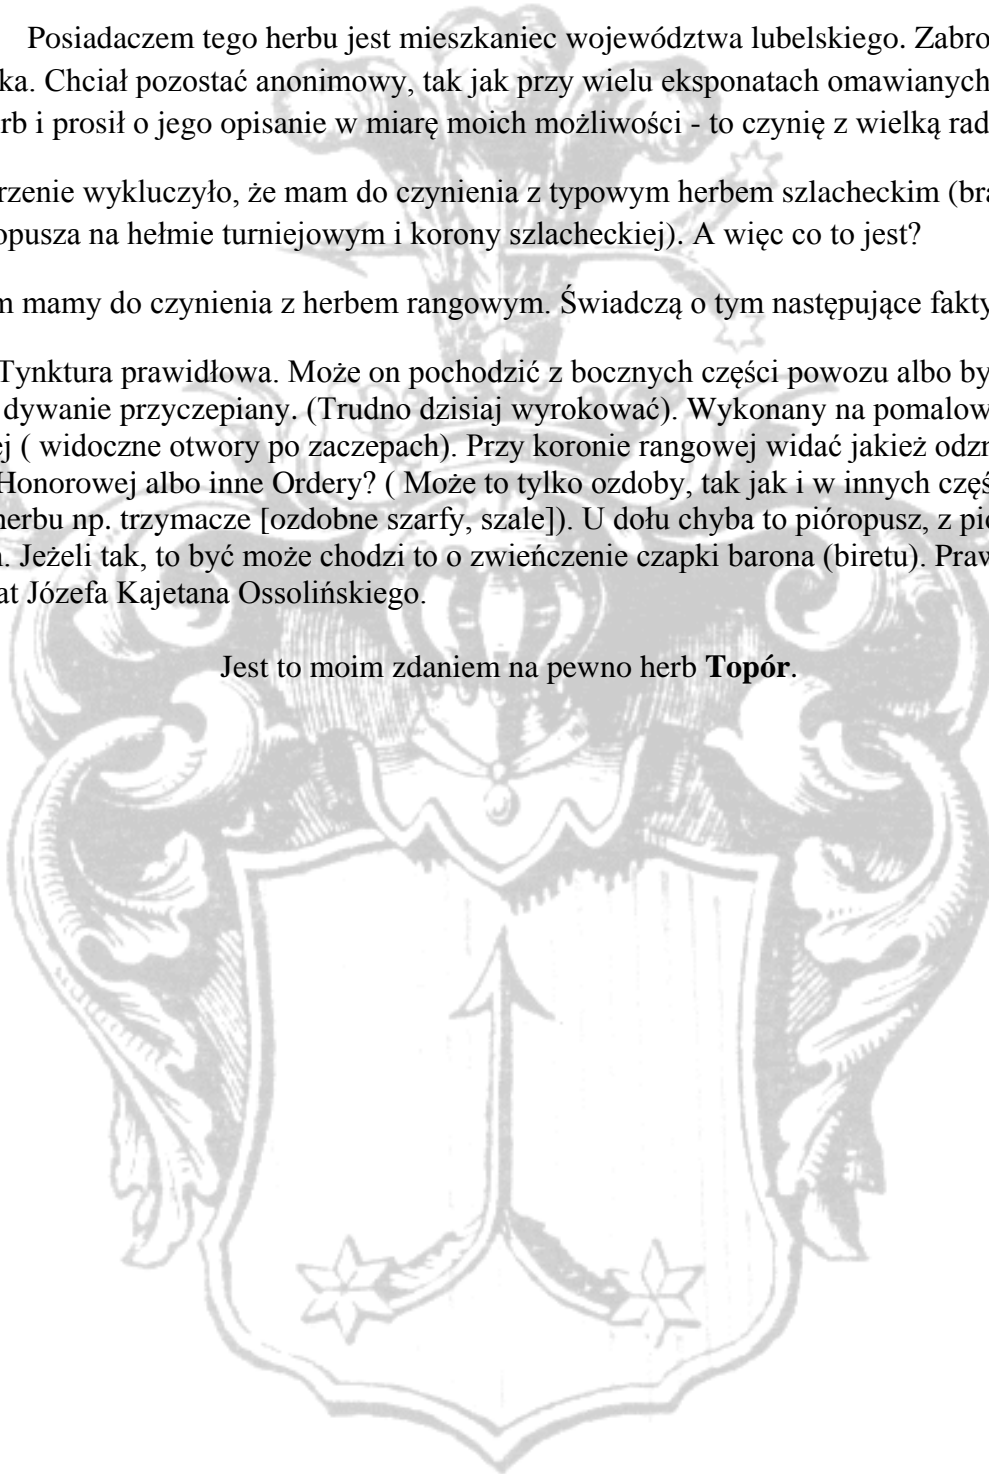 Posiadaczem tego herbu jest mieszkaniec województwa lubelskiego. Zabro
ka. Chciał pozostać anonimowy, tak jak przy wielu eksponatach omawianych
rb i prosił o jego opisanie w miarę moich możliwości - to czynię z wielką rad
rzenie wykluczyło, że mam do czynienia z typowym herbem szlacheckim (bra
opusza na hełmie turniejowym i korony szlacheckiej). A więc co to jest?
m mamy do czynienia z herbem rangowym. Świadczą o tym następujące fakty
Tynktura prawidłowa. Może on pochodzić z bocznych części powozu albo by
dywanie przyczepiany. (Trudno dzisiaj wyrokować). Wykonany na pomalow
ej ( widoczne otwory po zaczepach). Przy koronie rangowej widać jakież odzn
Honorowej albo inne Ordery? ( Może to tylko ozdoby, tak jak i w innych częś
herbu np. trzymacze [ozdobne szarfy, szale]). U dołu chyba to pióropusz, z pió
. Jeżeli tak, to być może chodzi to o zwieńczenie czapki barona (biretu). Praw
at Józefa Kajetana Ossolińskiego.
Jest to moim zdaniem na pewno herb Topór.